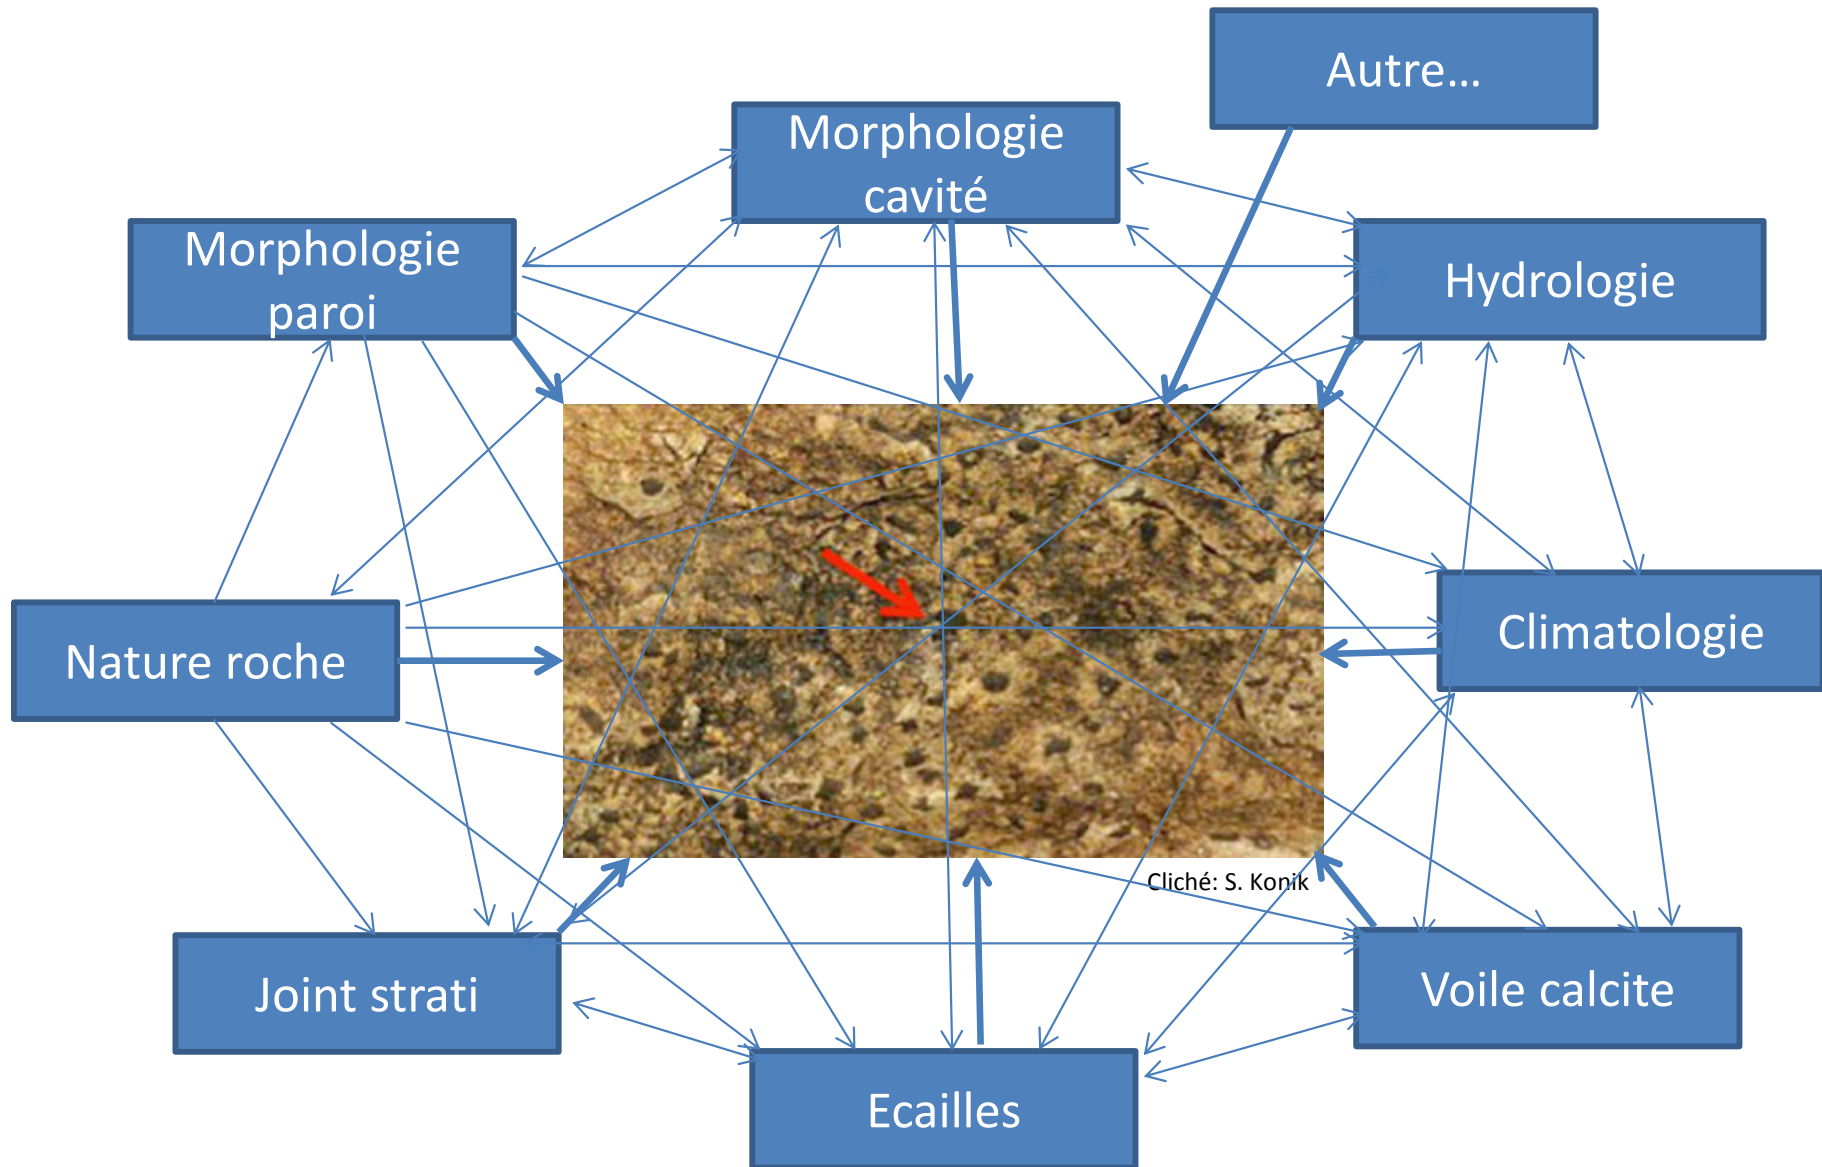 Autre...
Morphologie
cavité
Morphologie
paroi
Hydrologie
Nature roche
Climatologie
Cliché: S. Konik
Joint strati
Voile calcite
Ecailles